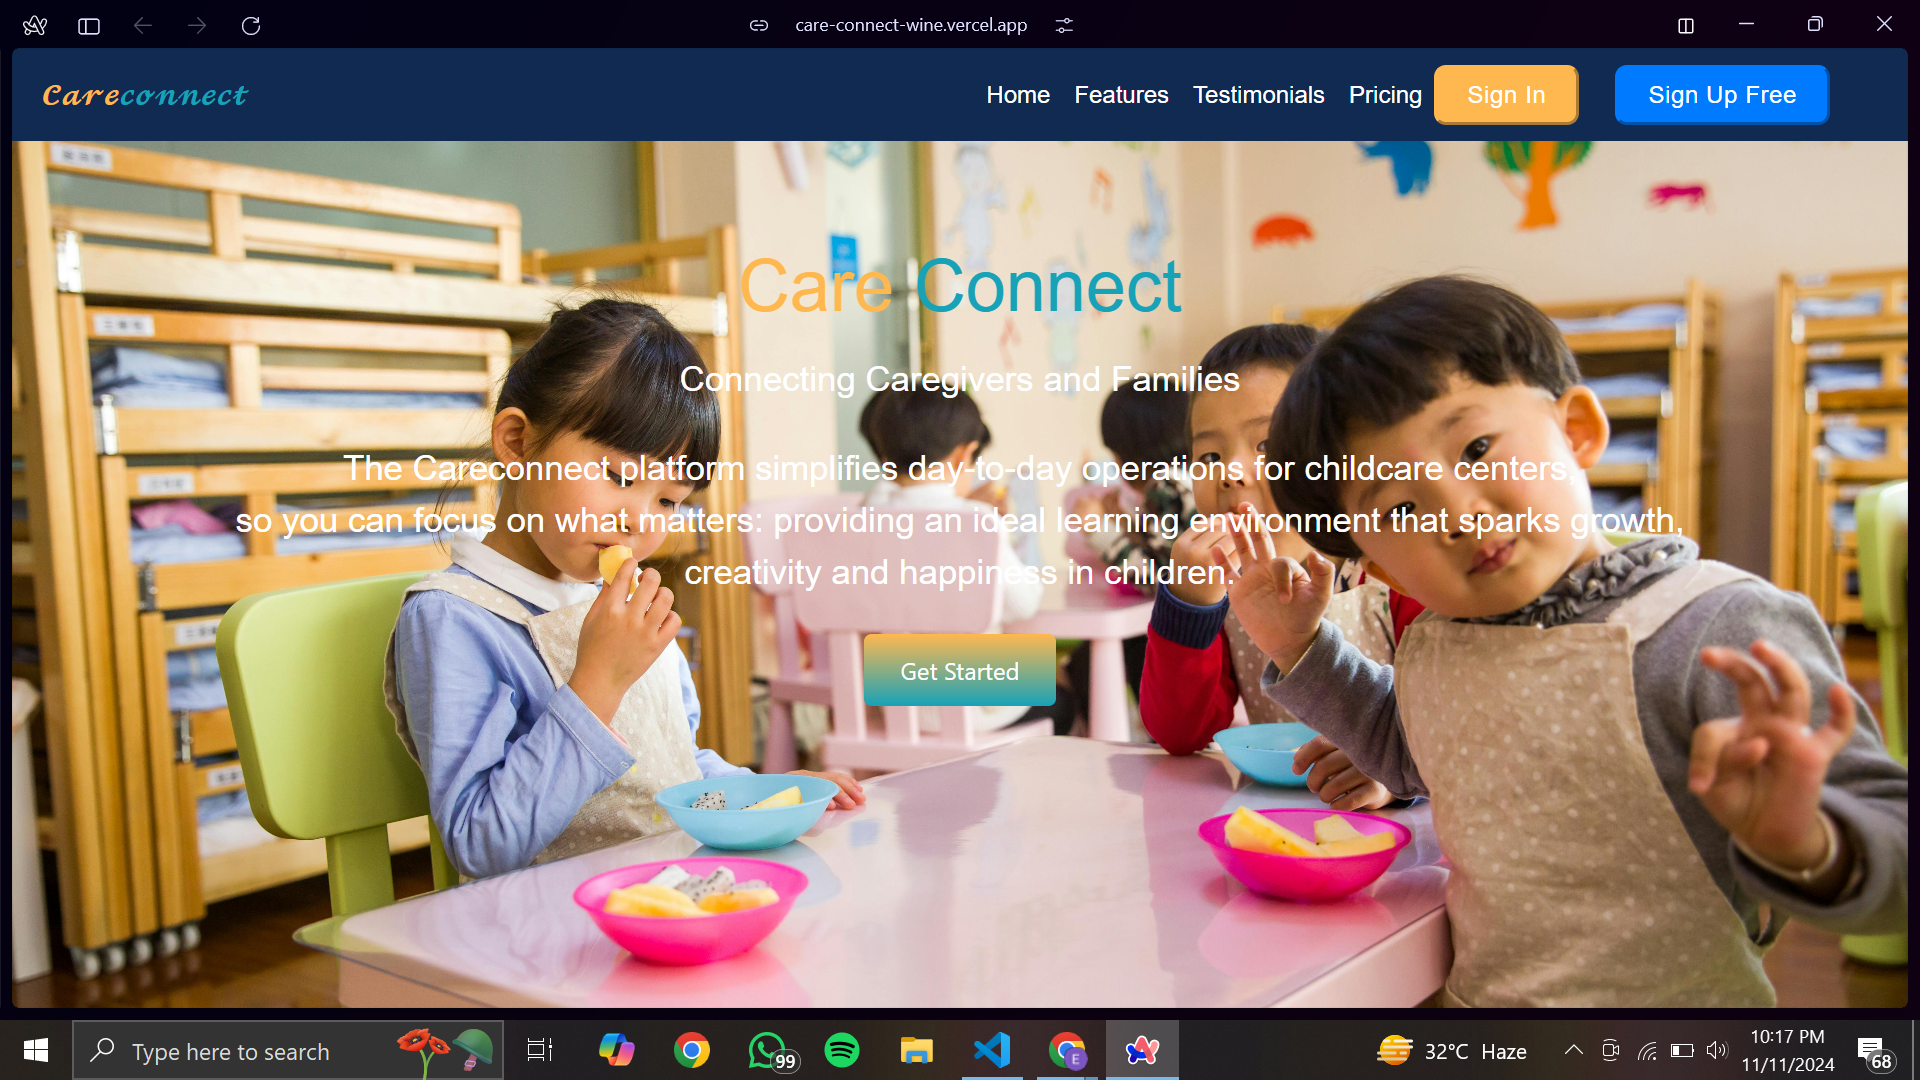 care-connect-wine.vercel.app
Careconnect
Home Features Testimonials Pricing Sign In Sign Up Free
Care Connect
Connecting Caregivers and Families
The Careconnect platform simplifies day-to-day operations for childcare centers,
so you can focus on what matters: providing an ideal learning environment that sparks growth,
creativity and happiness in children.
Get Started
Type here to search
99
E
32°C Haze
10:17 PM
11/11/2024
68